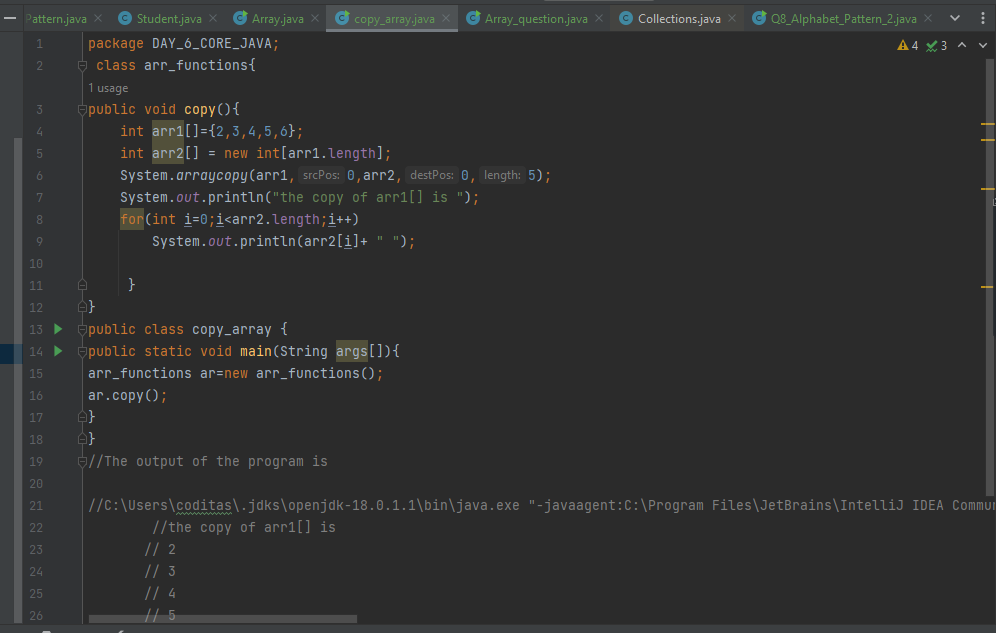 Pattern.java Student.java Array.java copy_array.java Array_question.java Collections.java Q8_Alphabet_Pattern_2.java
4 3
1 package DAY_6_CORE_JAVA;
2 class arr_functions{
1 usage
3 public void copy(){
4 int arr1[]={2,3,4,5,6};
5 int arr2[] = new int[arr1.length];
6 System.arraycopy(arr1, srcPos: 0,arr2, destPos: 0, length: 5);
7 System.out.println("the copy of arr1[] is ");
8 for(int i=0;i<arr2.length;i++)
9 System.out.println(arr2[i]+ " ");
10
11 }
12 }
13 public class copy_array {
14 public static void main(String args[]){
15 arr_functions ar=new arr_functions();
16 ar.copy();
17 }
18 }
19 //The output of the program is
20
21 //C:\Users\coditas\.jdks\openjdk-18.0.1.1\bin\java.exe "-javaagent:C:\Program Files\JetBrains\IntelliJ IDEA Commun
22 //the copy of arr1[] is
23 // 2
24 // 3
25 // 4
26 // 5